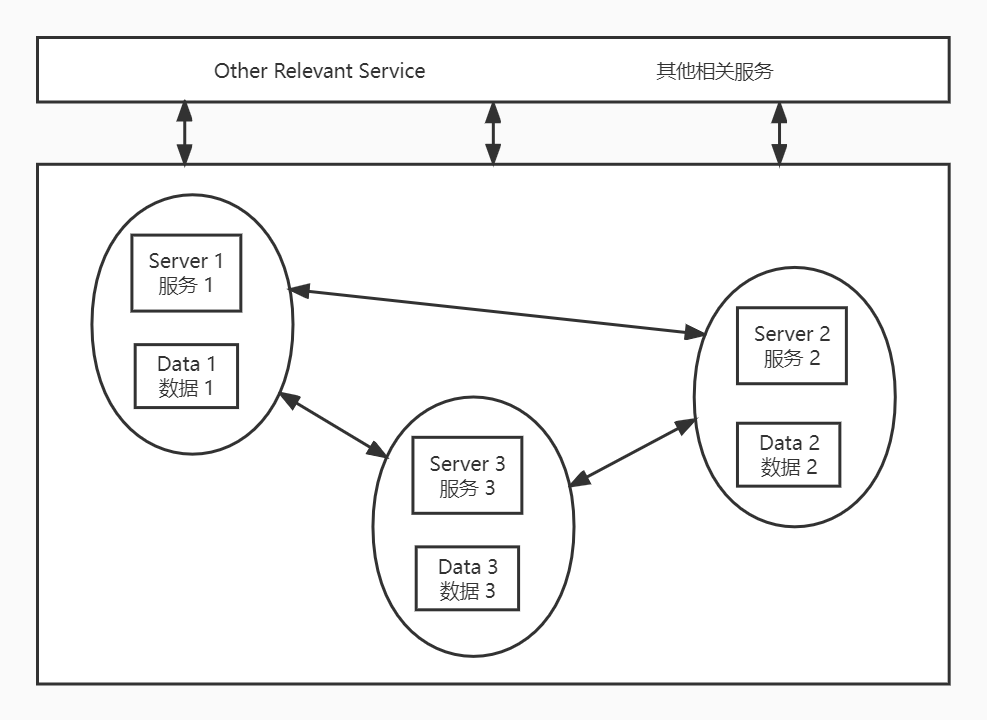 Other Relevant Service
其他相关服务
Server 1
服务 1
Data 1
数据 1
Server 2
服务 2
Data 2
数据 2
Server 3
服务 3
Data 3
数据 3